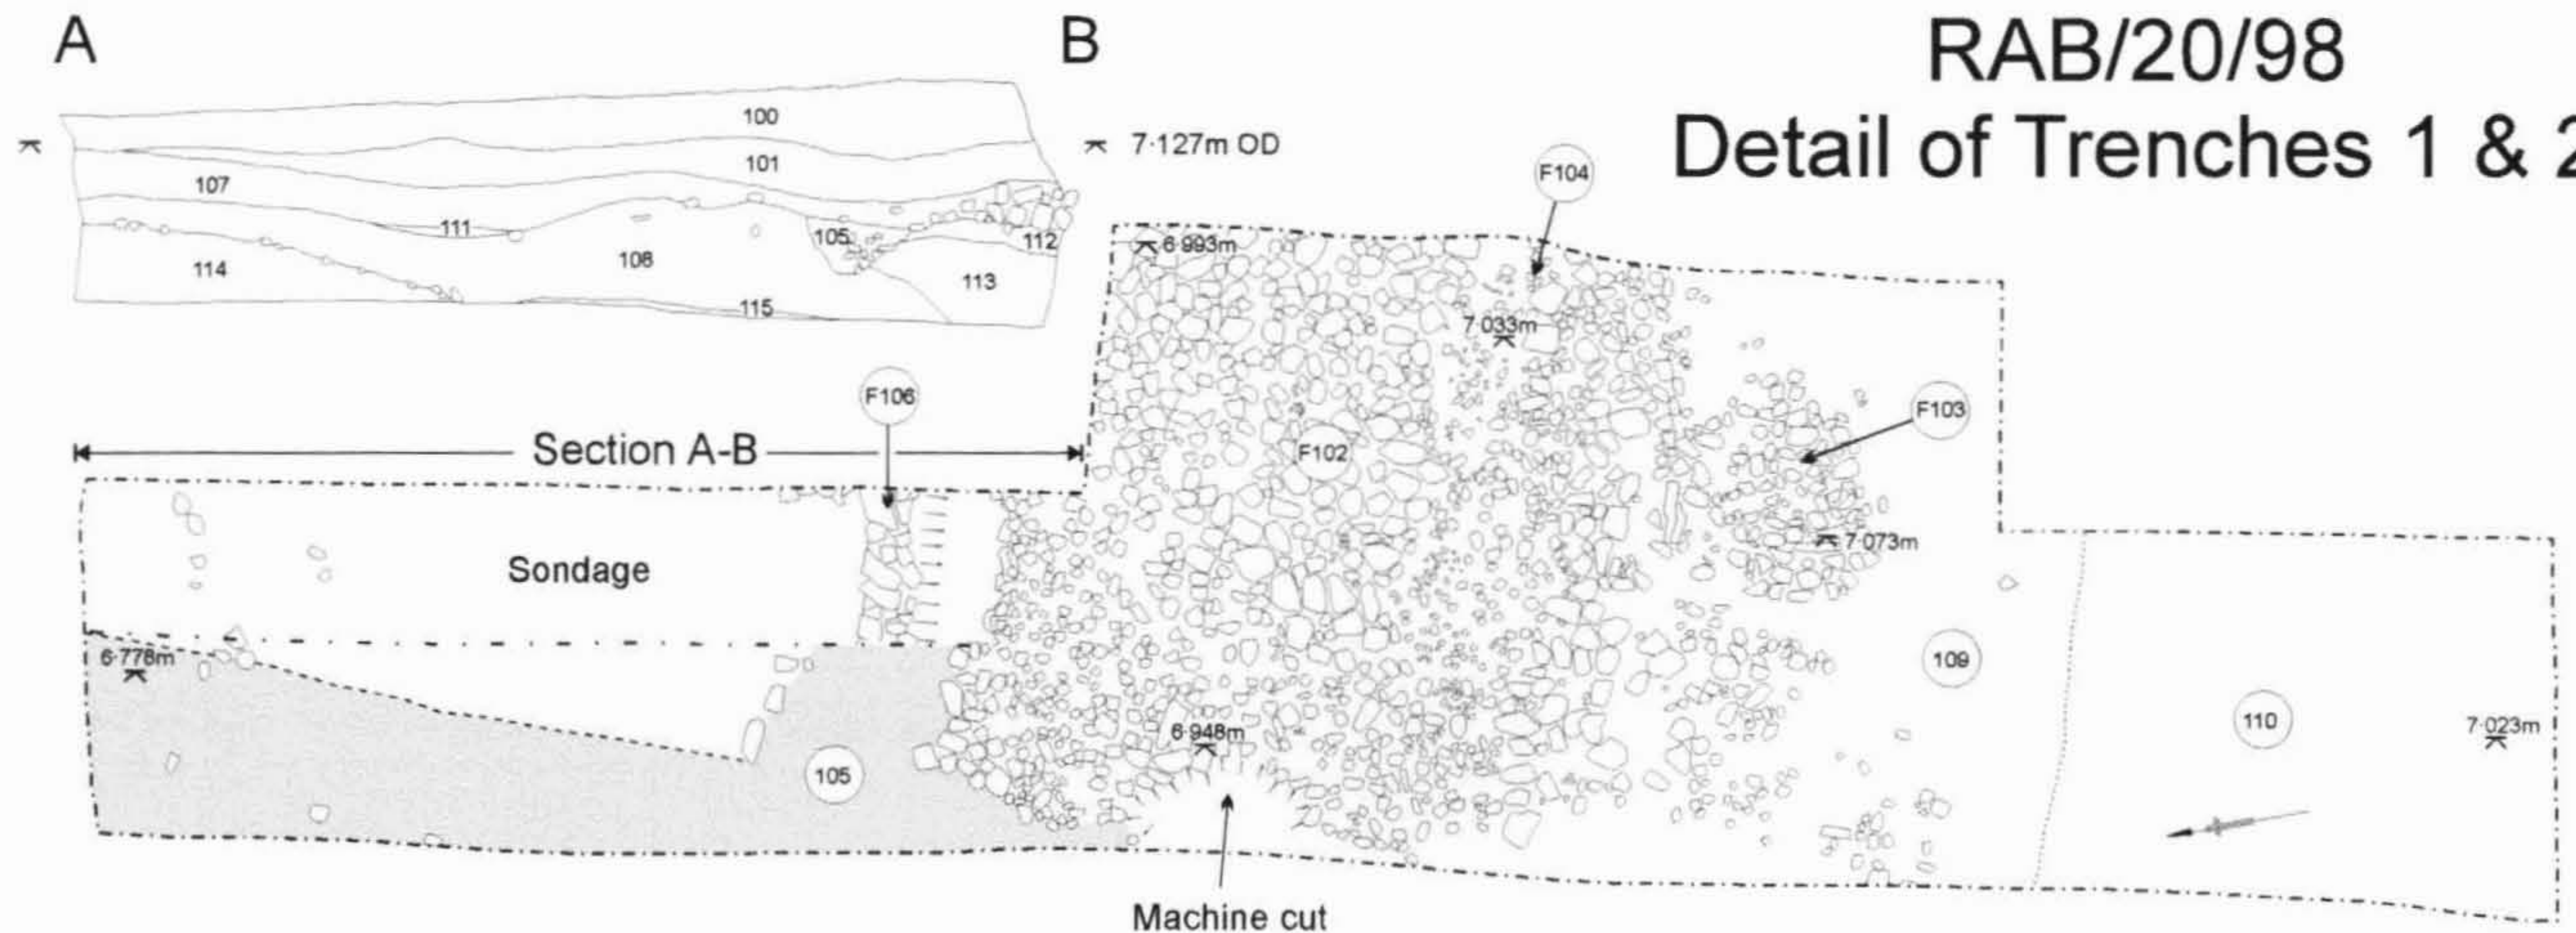 A
B
RAB/20/98
Detail of Trenches 1 & 2
7·127m OD
100
101
107
111
105
112
108
114
113
115
F104
6·993m
7·033m
F106
F103
F102
Section A-B
7·073m
Sondage
6·778m
109
110
7·023m
6·948m
105
Machine cut